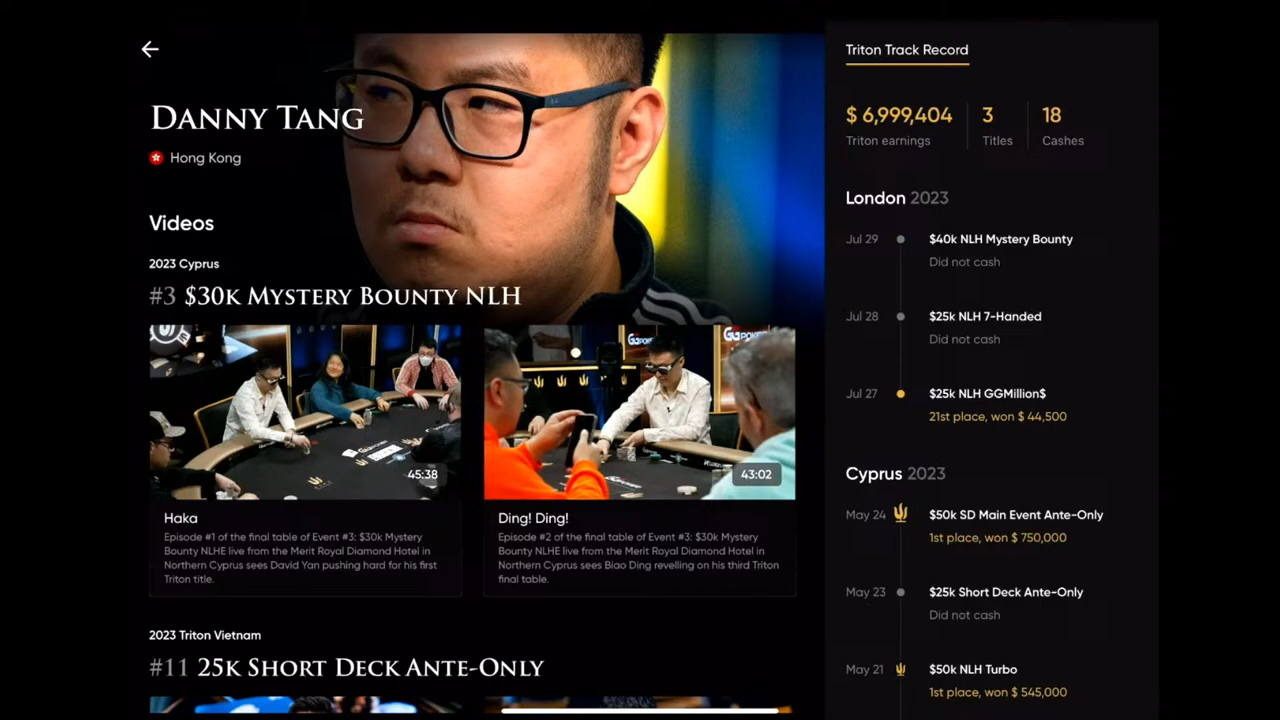 DANNY TANG
Hong Kong
Videos
2023 Cyprus
#3 $30K MYSTERY BOUNTY NLH
GGPOKER
45:38
43:02
Haka
Episode #1 of the final table of Event #3: $30k Mystery
Bounty NLHE live from the Merit Royal Diamond Hotel in
Northern Cyprus sees David Yan pushing hard for his first
Triton title.
Ding! Ding!
Episode #2 of the final table of Event #3: $30k Mystery
Bounty NLHE live from the Merit Royal Diamond Hotel in
Northern Cyprus sees Biao Ding revelling on his third Triton
final table.
2023 Triton Vietnam
#11 25K SHORT DECK ANTE-ONLY
Triton Track Record
$ 6,999,404
Triton earnings
3
Titles
18
Cashes
London 2023
Jul 29
$40k NLH Mystery Bounty
Did not cash
Jul 28
$25k NLH 7-Handed
Did not cash
Jul 27
$25k NLH GGMillion$
21st place, won $ 44,500
Cyprus 2023
May 24
$50k SD Main Event Ante-Only
1st place, won $ 750,000
May 23
$25k Short Deck Ante-Only
Did not cash
May 21
$50k NLH Turbo
1st place, won $ 545,000